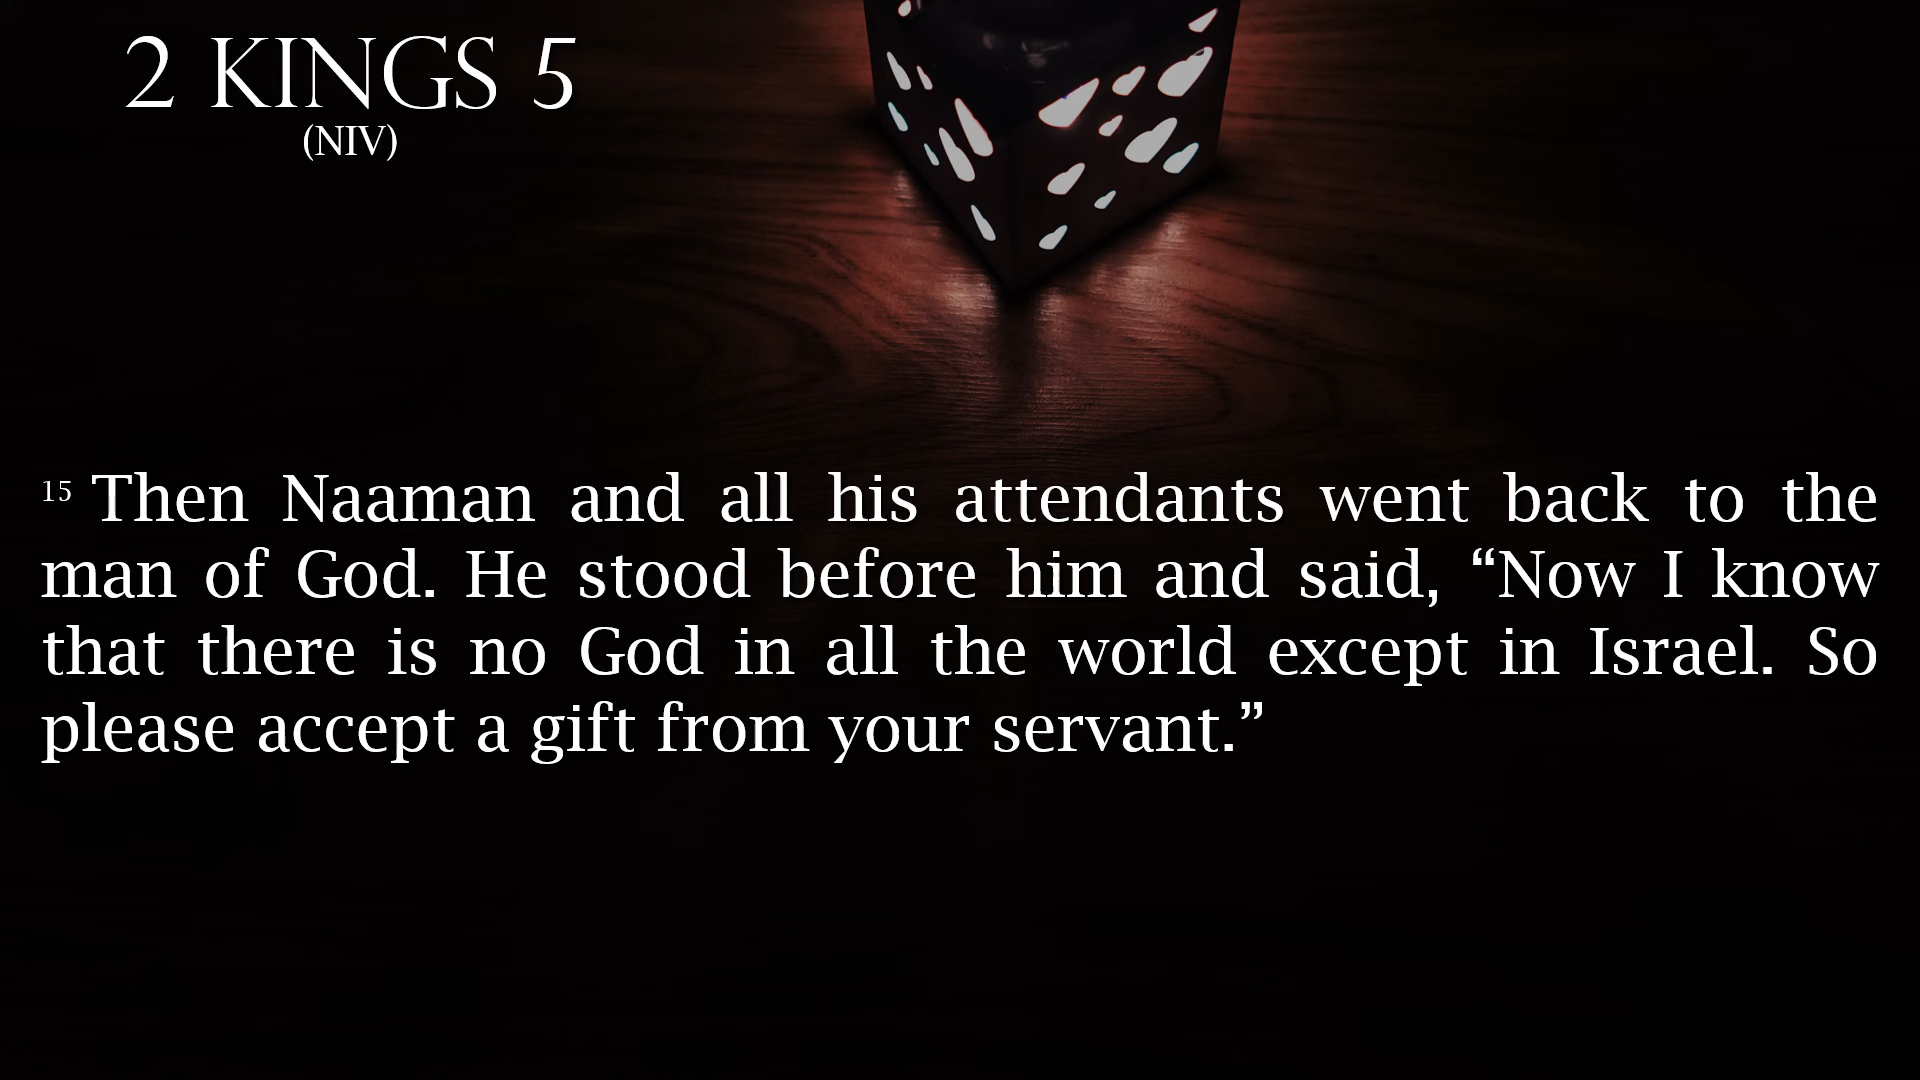 2 KINGS 5
(NIV)
15 Then Naaman and all his attendants went back to the
man of God. He stood before him and said, “Now I know
that there is no God in all the world except in Israel. So
please accept a gift from your servant.”